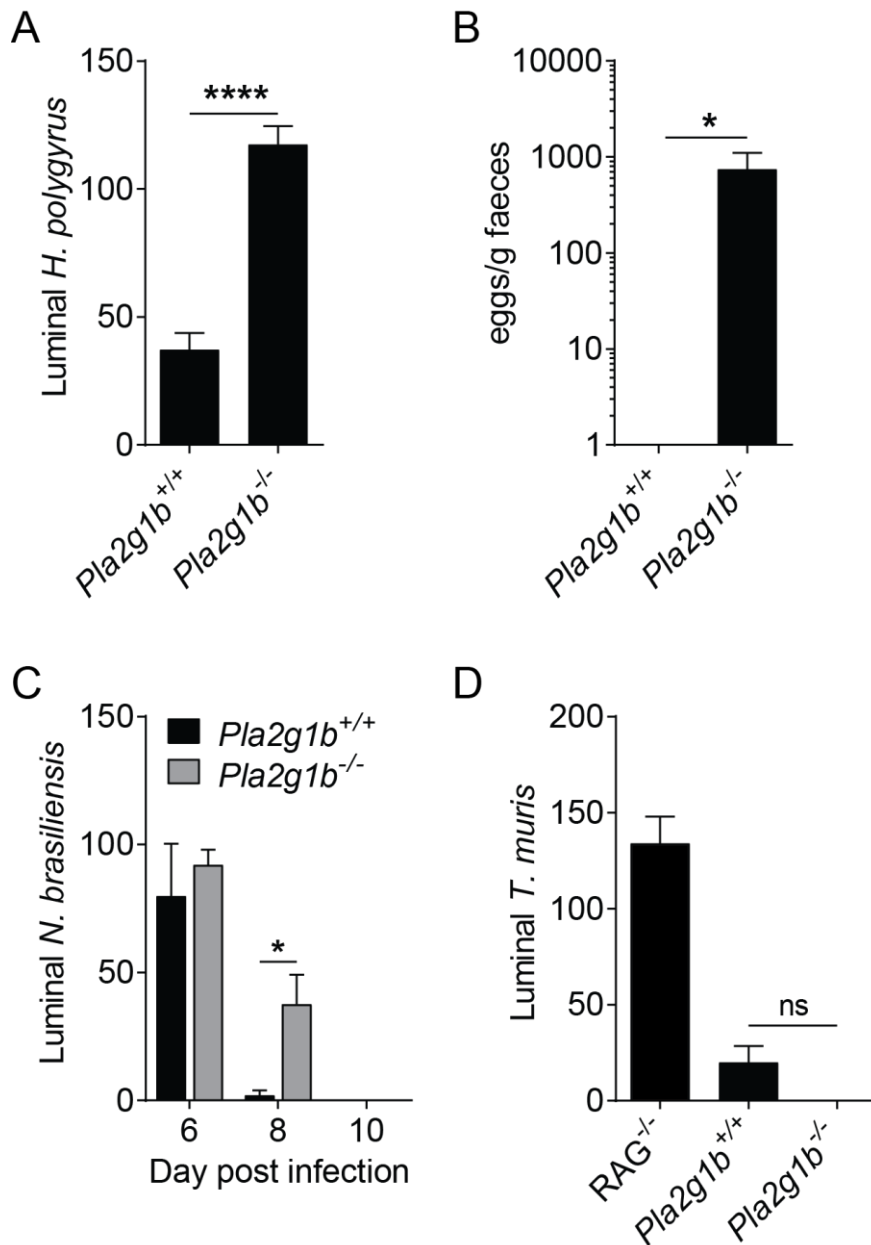 A
Luminal H. polygyrus
150
100
50
0
****
Pla2g1b+/+
Pla2g1b-/-
B
eggs/g faeces
10000
1000
100
10
1
*
Pla2g1b+/+
Pla2g1b-/-
C
Luminal N. brasiliensis
150
100
50
0
Pla2g1b+/+
Pla2g1b-/-
*
6 8 10
Day post infection
D
Luminal T. muris
200
150
100
50
0
ns
RAG-/-
Pla2g1b+/+
Pla2g1b-/-